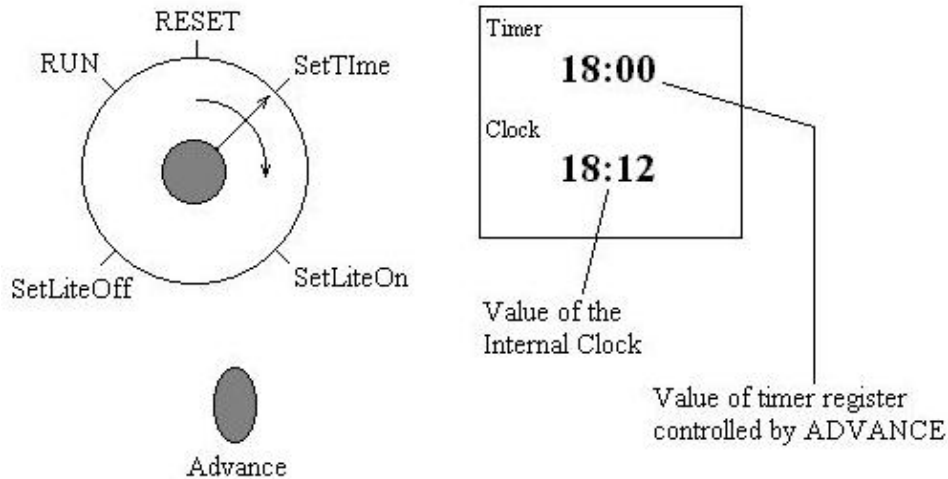 RESET
RUN
SetTIme
SetLiteOff
SetLiteOn
Advance
Timer
18:00
Clock
18:12
Value of the
Internal Clock
Value of timer register
controlled by ADVANCE